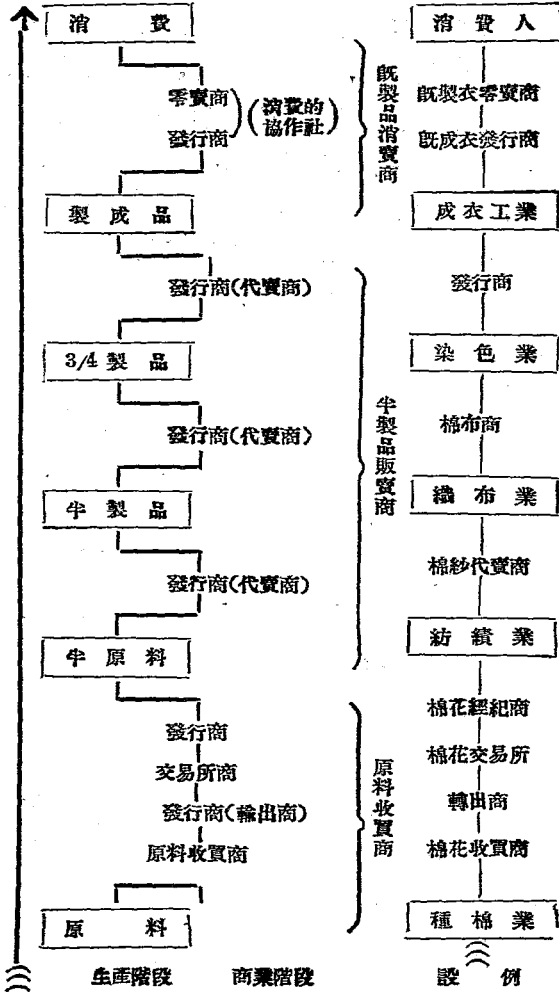 消費
零賣商
發行商
(消費的
協作社)
製成品
發行商(代賣商)
3/4製品
發行商(代賣商)
半製品
發行商(代賣商)
半原料
發行商
交易所商
發行商(輸出商)
原料收買商
原料
生產階段
商業階段
既製品消賣商
半製品販賣商
原料收買商
消費人
既製衣零賣商
既成衣發行商
成衣工業
發行商
染色業
棉布商
織布業
棉紗代賣商
紡績業
棉花經紀商
棉花交易所
轉出商
棉花收買商
種棉業
設例